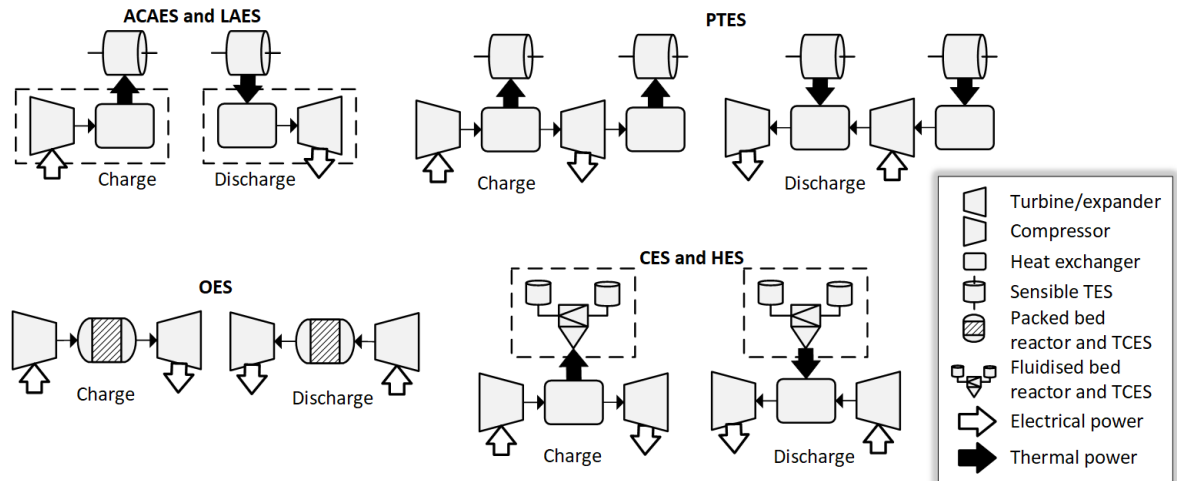 ACAES and LAES
Charge
Discharge
PTES
Charge
Discharge
OES
Charge
Discharge
CES and HES
Charge
Discharge
Turbine/expander
Compressor
Heat exchanger
Sensible TES
Packed bed
reactor and TCES
Fluidised bed
reactor and TCES
Electrical power
Thermal power